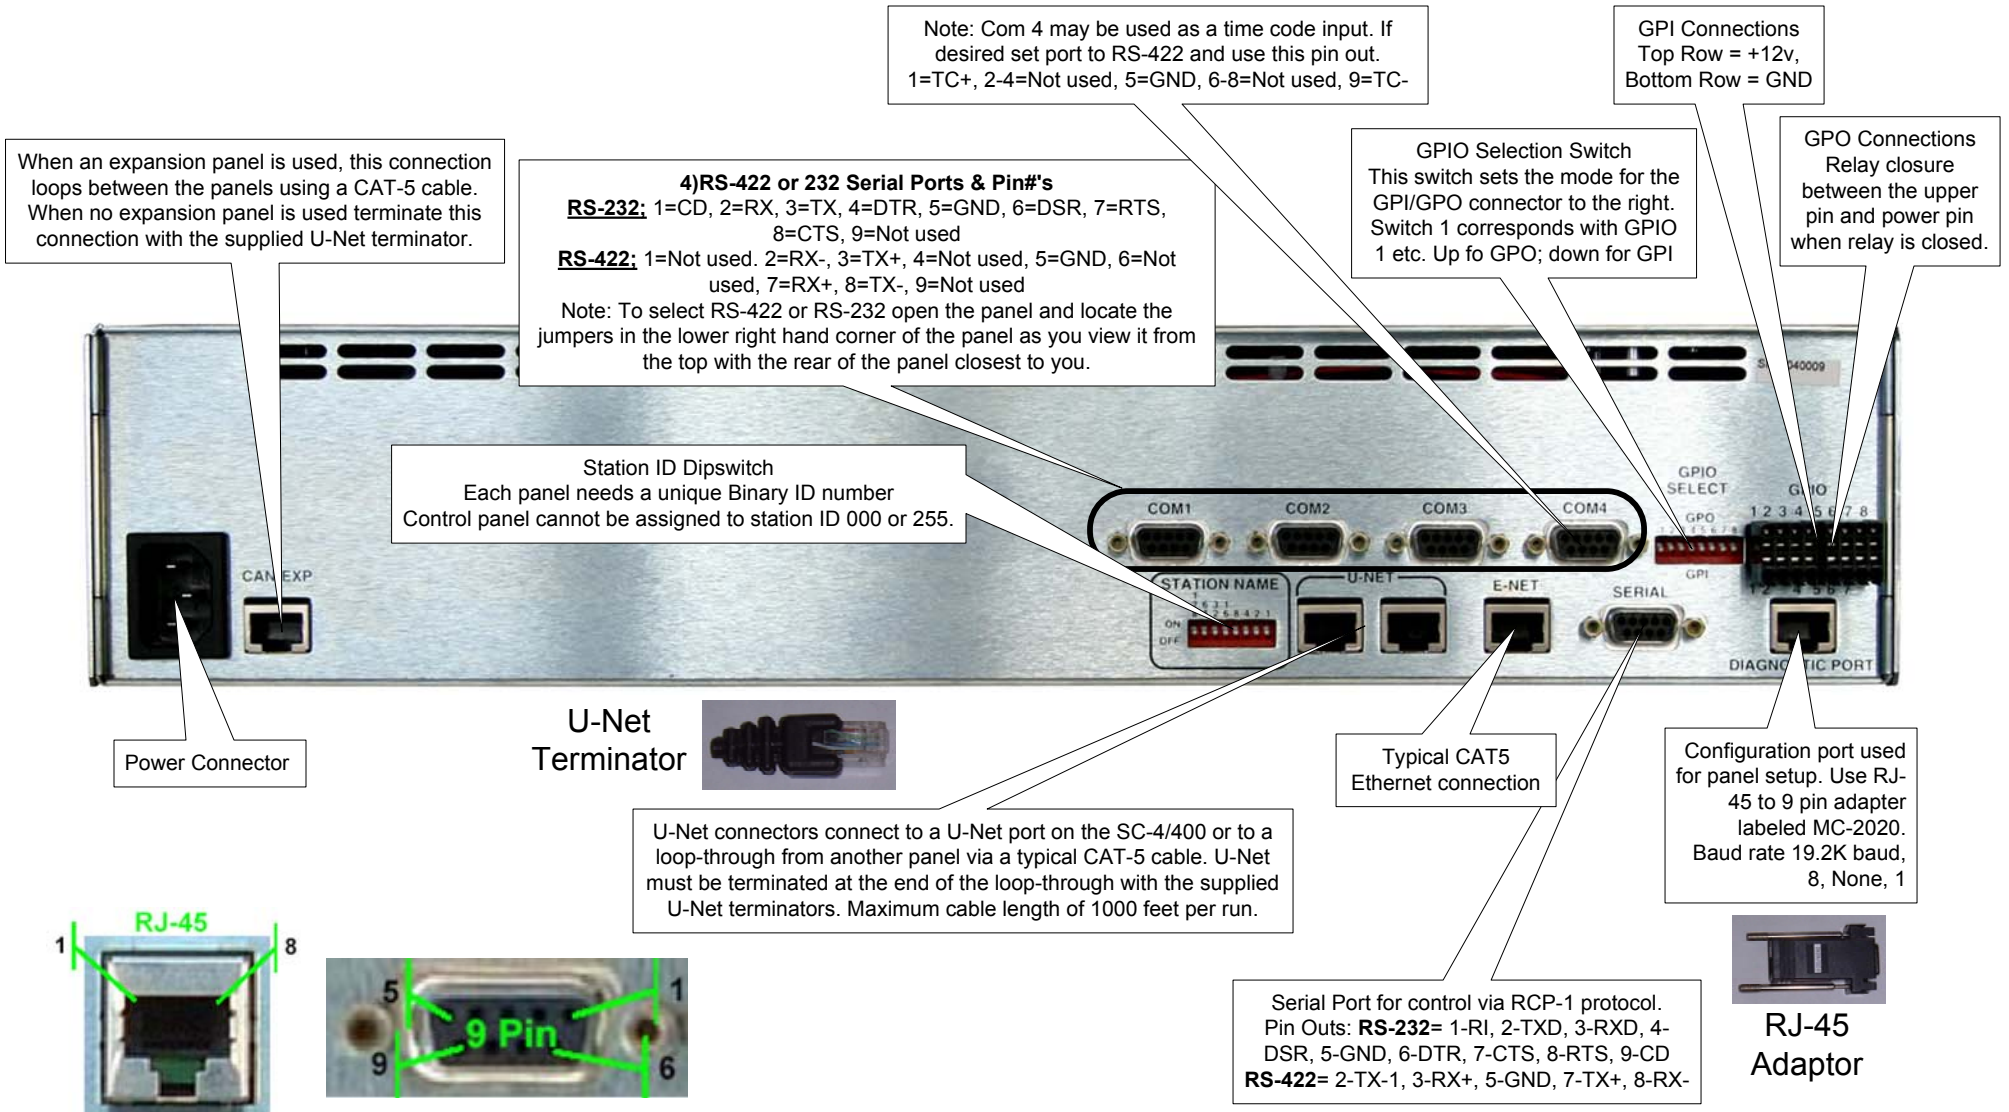 Note: Com 4 may be used as a time code input. If
desired set port to RS-422 and use this pin out.
1=TC+, 2-4=Not used, 5=GND, 6-8=Not used, 9=TC-
GPI Connections
Top Row = +12v,
Bottom Row = GND
When an expansion panel is used, this connection
loops between the panels using a CAT-5 cable.
When no expansion panel is used terminate this
connection with the supplied U-Net terminator.
4)RS-422 or 232 Serial Ports & Pin#'s
RS-232; 1=CD, 2=RX, 3=TX, 4=DTR, 5=GND, 6=DSR, 7=RTS,
8=CTS, 9=Not used
RS-422; 1=Not used. 2=RX-, 3=TX+, 4=Not used, 5=GND, 6=Not
used, 7=RX+, 8=TX-, 9=Not used
Note: To select RS-422 or RS-232 open the panel and locate the
jumpers in the lower right hand corner of the panel as you view it from
the top with the rear of the panel closest to you.
GPIO Selection Switch
This switch sets the mode for the
GPI/GPO connector to the right.
Switch 1 corresponds with GPIO
1 etc. Up fo GPO; down for GPI
GPO Connections
Relay closure
between the upper
pin and power pin
when relay is closed.
040009
Station ID Dipswitch
Each panel needs a unique Binary ID number
Control panel cannot be assigned to station ID 000 or 255.
GPIO
SELECT
GPIO
COM1
COM2
COM3
COM4
GPO
1 2 3 4 5 6 7 8
GPI
CAN EXP
STATION NAME
ON
OFF
U-NET
E-NET
SERIAL
DIAGNOSTIC PORT
Power Connector
U-Net
Terminator
Typical CAT5
Ethernet connection
Configuration port used
for panel setup. Use RJ-
45 to 9 pin adapter
labeled MC-2020.
Baud rate 19.2K baud,
8, None, 1
U-Net connectors connect to a U-Net port on the SC-4/400 or to a
loop-through from another panel via a typical CAT-5 cable. U-Net
must be terminated at the end of the loop-through with the supplied
U-Net terminators. Maximum cable length of 1000 feet per run.
RJ-45
1
8
5
1
9 Pin
9
6
Serial Port for control via RCP-1 protocol.
Pin Outs: RS-232= 1-RI, 2-TXD, 3-RXD, 4-
DSR, 5-GND, 6-DTR, 7-CTS, 8-RTS, 9-CD
RS-422= 2-TX-1, 3-RX+, 5-GND, 7-TX+, 8-RX-
RJ-45
Adaptor